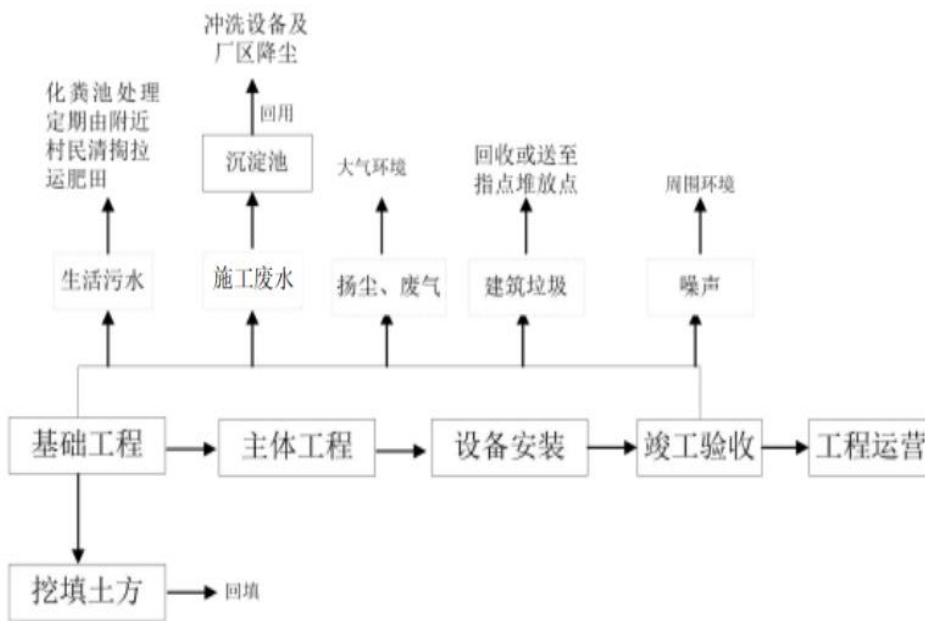 冲洗设备及
厂区降尘
化粪池处理
定期由附近
村民清掏拉
运肥田
回用
沉淀池
大气环境
回收或送至
指点堆放点
周围环境
生活污水
施工废水
扬尘、废气
建筑垃圾
噪声
基础工程
主体工程
设备安装
竣工验收
工程运营
挖填土方
回填